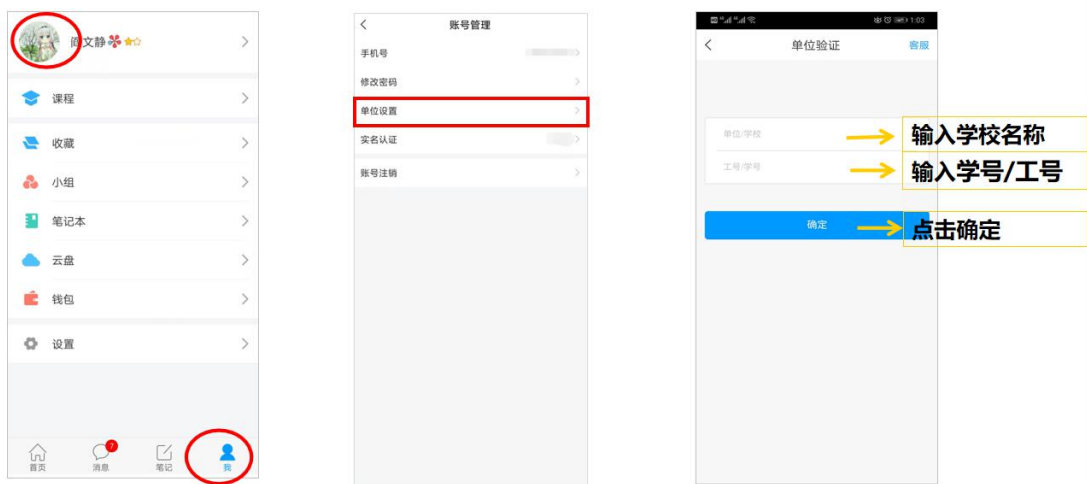 尚文静
课程
收藏
小组
笔记本
云盘
钱包
设置
7
首页
消息
笔记
我
账号管理
手机号
修改密码
单位设置
实名认证
账号注销
1:03
单位验证
客服
单位/学校
工号/学号
确定
输入学校名称
输入学号/工号
点击确定